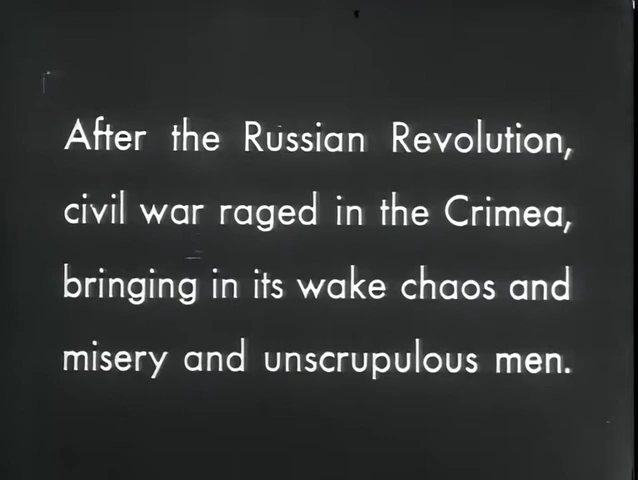 After the Russian Revolution,
civil war raged in the Crimea,
bringing in its wake chaos and
misery and unscrupulous men.